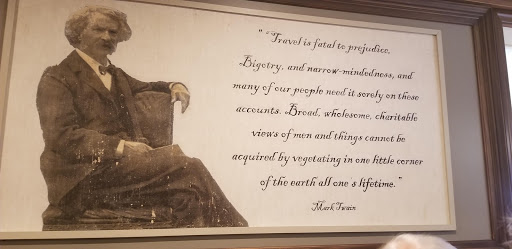 " Travel is fatal to prejudice,
Bigotry, and narrow-mindedness, and
many of our people need it sorely on these
accounts. Broad, wholesome, charitable
views of men and things cannot be
acquired by vegetating in one little corner
of the earth all one's lifetime."
Mark Twain